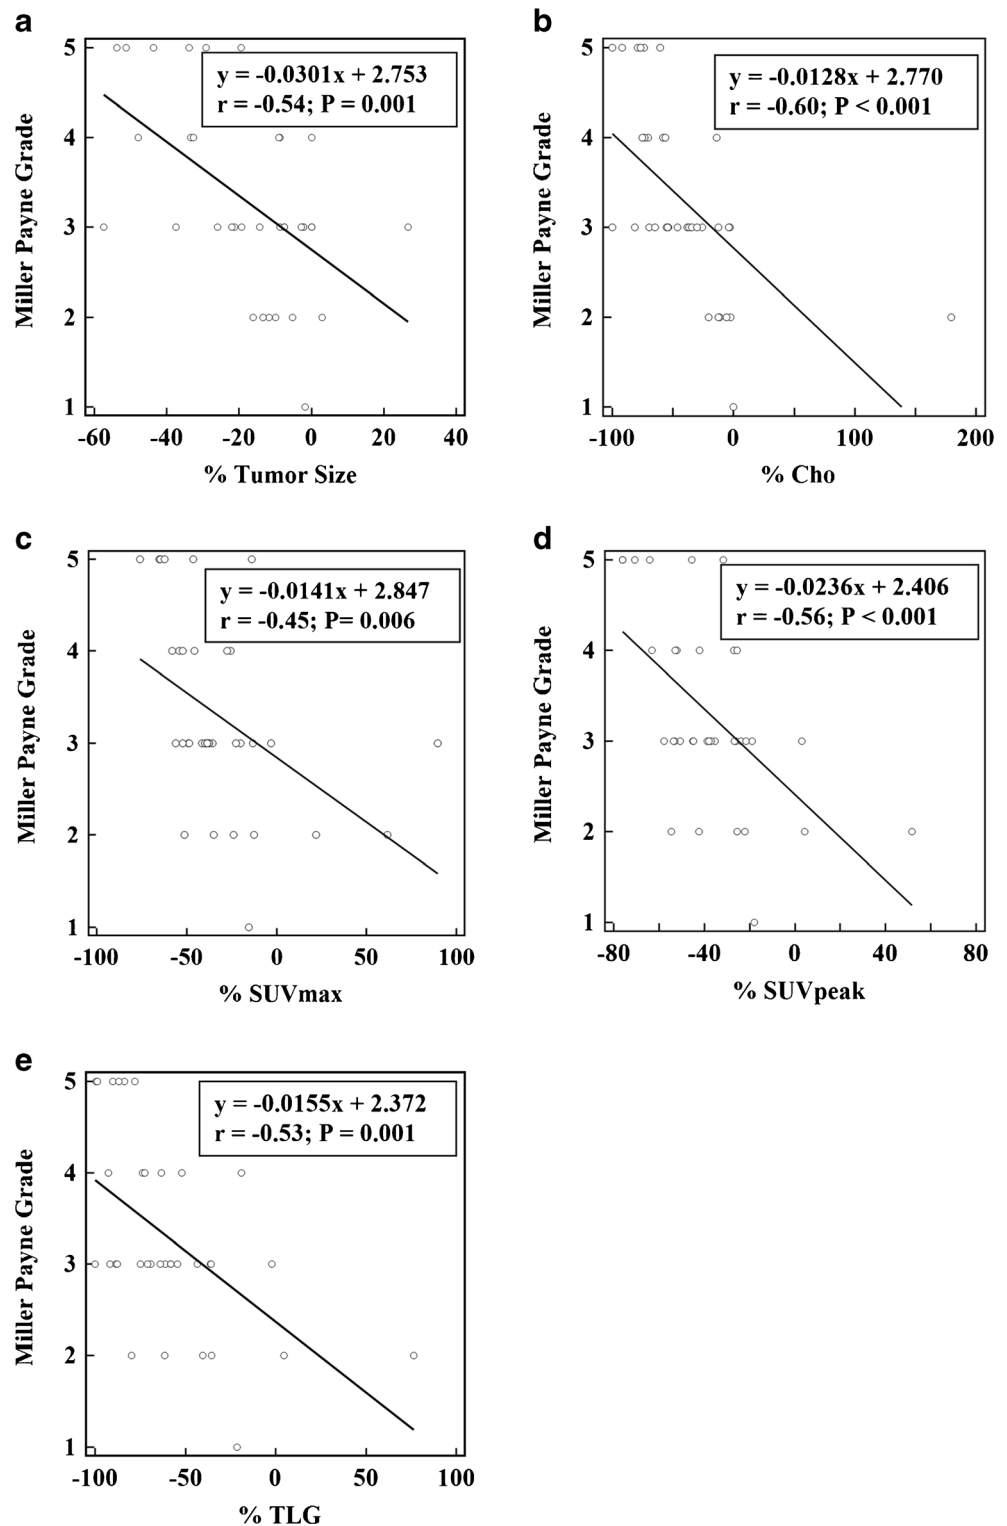 a
5
4
3
2
1
Miller Payne Grade
y = -0.0301x + 2.753
r = -0.54; P = 0.001
-60 -40 -20 0 20 40
% Tumor Size
b
5
4
3
2
1
Miller Payne Grade
y = -0.0128x + 2.770
r = -0.60; P < 0.001
-100 0 100 200
% Cho
c
5
4
3
2
1
Miller Payne Grade
y = -0.0141x + 2.847
r = -0.45; P= 0.006
-100 -50 0 50 100
% SUVmax
d
5
4
3
2
1
Miller Payne Grade
y = -0.0236x + 2.406
r = -0.56; P < 0.001
-80 -40 0 40 80
% SUVpeak
e
5
4
3
2
1
Miller Payne Grade
y = -0.0155x + 2.372
r = -0.53; P = 0.001
-100 -50 0 50 100
% TLG